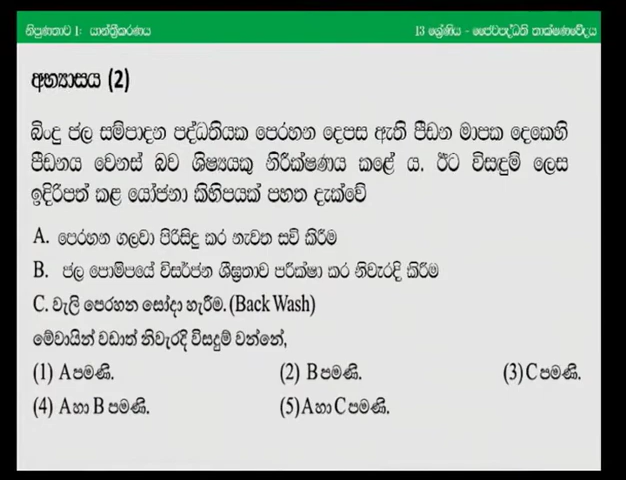 නිපුණතාව 1: යාන්ත්‍රීකරණය
13 ශ්‍රේණිය - ජෛවපද්ධති තාක්ෂණවේදය
අභ්‍යාසය (2)
බිංදු ජල සම්පාදන පද්ධතියක පෙරහන දෙපස ඇති පීඩන මාපක දෙකෙහි
පීඩනය වෙනස් බව ශිෂ්‍යයකු නිරීක්ෂණය කළේ ය. ඊට විසඳුම් ලෙස
ඉදිරිපත් කළ යෝජනා කිහිපයක් පහත දැක්වේ
A. පෙරහන ගලවා පිරිසිදු කර නැවත සවි කිරීම
B. ජල පොම්පයේ විසර්ජන ශීඝ්‍රතාව පරීක්ෂා කර නිවැරදි කිරීම
C. වැලි පෙරහන සෝදා හැරීම. (Back Wash)
මේවායින් වඩාත් නිවැරදි විසඳුම් වන්නේ,
(1) A පමණි. (2) B පමණි. (3) C පමණි.
(4) A හා B පමණි. (5) A හා C පමණි.